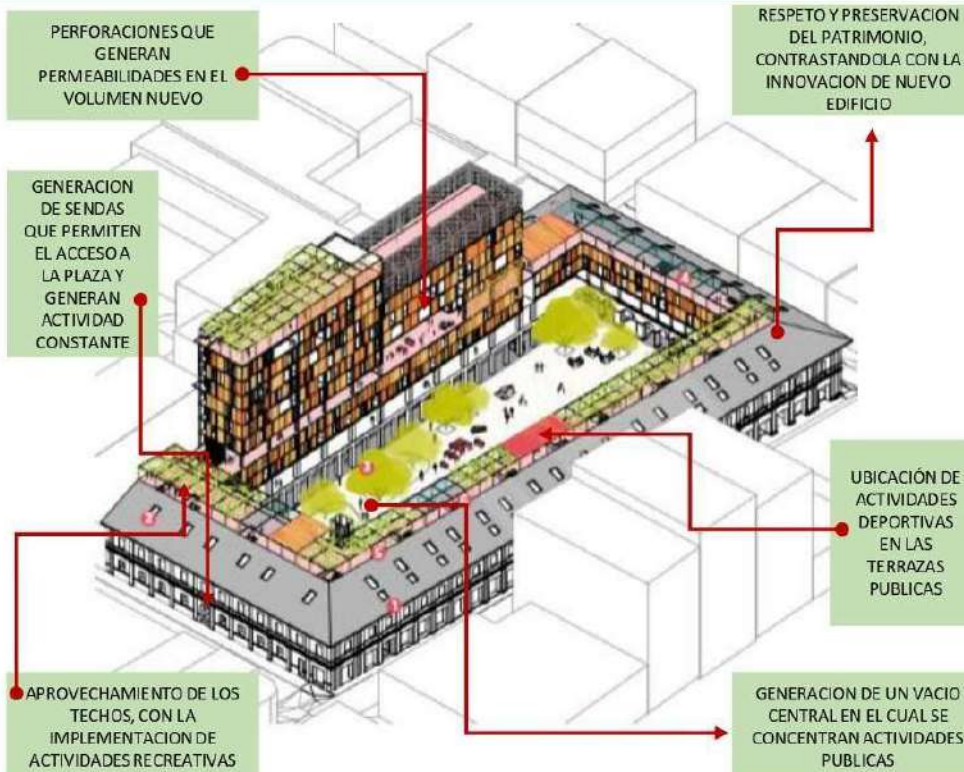 PERFORACIONES QUE
GENERAN
PERMEABILIDADES EN EL
VOLUMEN NUEVO
RESPETO Y PRESERVACION
DEL PATRIMONIO,
CONTRASTANDOLA CON LA
INNOVACION DE NUEVO
EDIFICIO
GENERACION
DE SENDAS
QUE PERMITEN
EL ACCESO A
LA PLAZA Y
GENERAN
ACTIVIDAD
CONSTANTE
UBICACIÓN DE
ACTIVIDADES
DEPORTIVAS
EN LAS
TERRAZAS
PUBLICAS
APROVECHAMIENTO DE LOS
TECHOS, CON LA
IMPLEMENTACION DE
ACTIVIDADES RECREATIVAS
GENERACION DE UN VACIO
CENTRAL EN EL CUAL SE
CONCENTRAN ACTIVIDADES
PUBLICAS